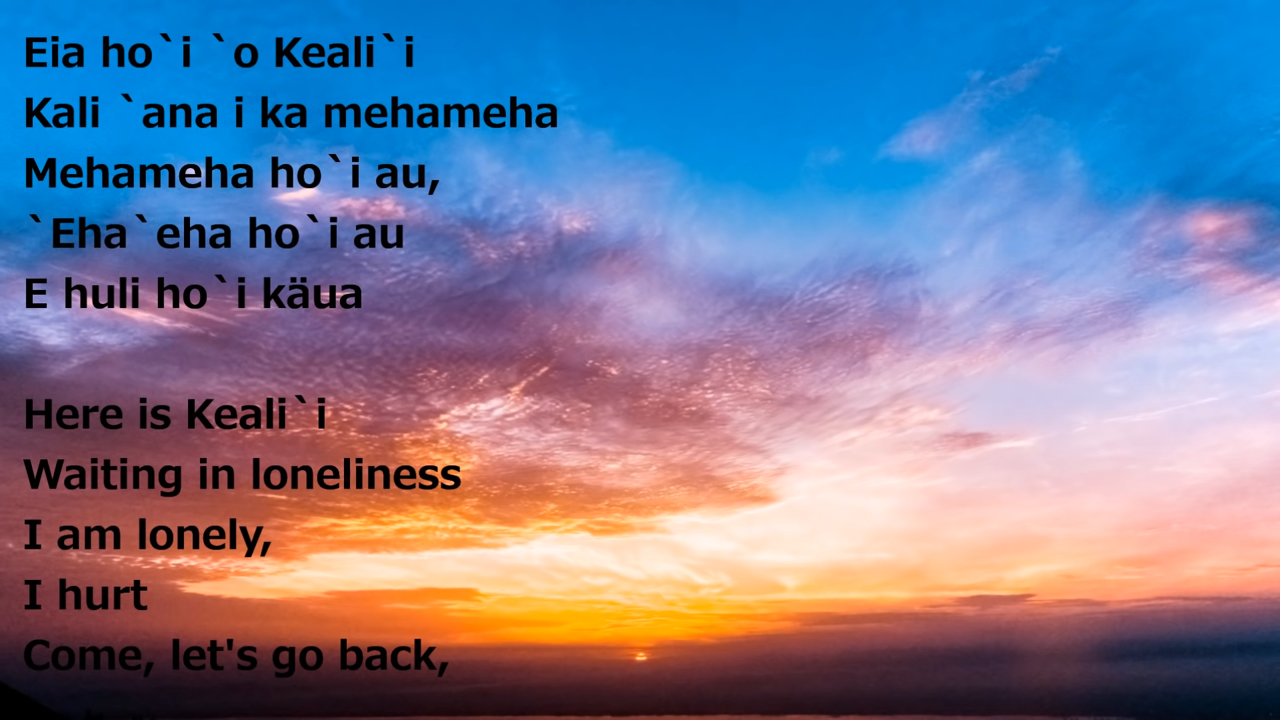 Eia ho`i `o Keali`i
Kali `ana i ka mehameha
Mehameha ho`i au,
`Eha`eha ho`i au
E huli ho`i käua
Here is Keali`i
Waiting in loneliness
I am lonely,
I hurt
Come, let's go back,